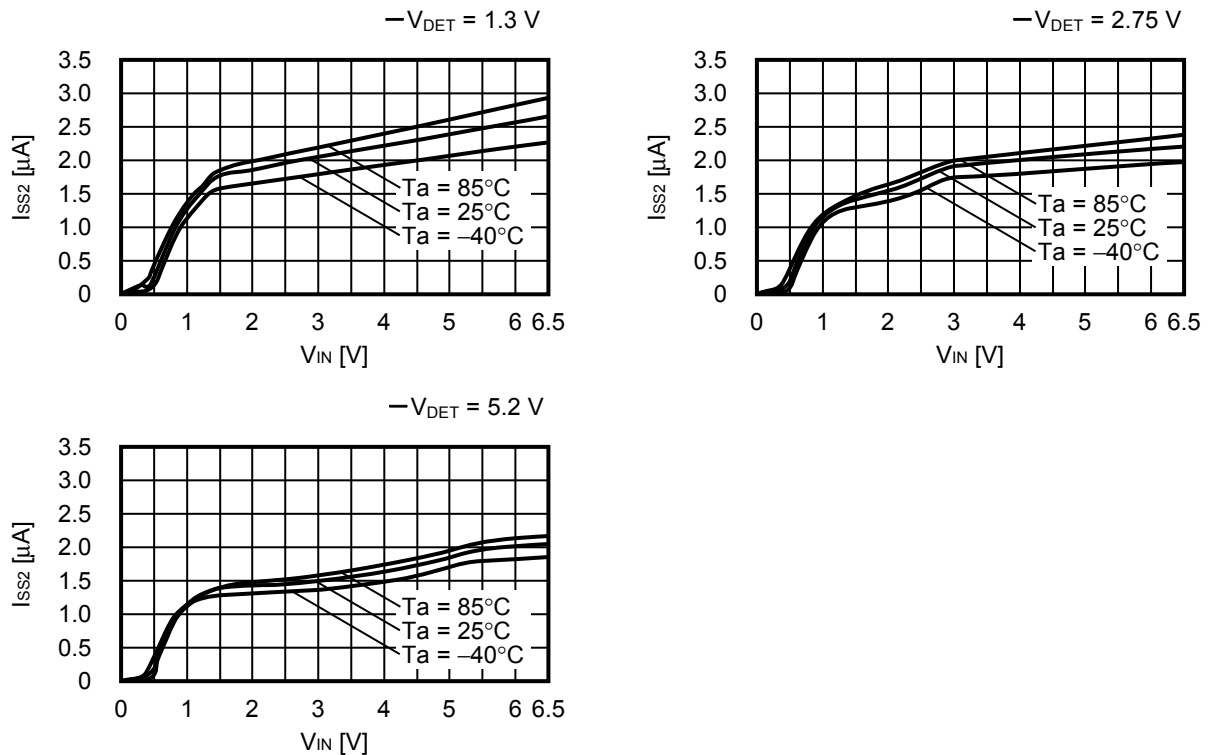 −VDET = 1.3 V
3.5
3.0
2.5
2.0
1.5
1.0
0.5
0
ISS2 [μA]
Ta = 85°C
Ta = 25°C
Ta = −40°C
0 1 2 3 4 5 6 6.5
VIN [V]
−VDET = 2.75 V
3.5
3.0
2.5
2.0
1.5
1.0
0.5
0
ISS2 [μA]
Ta = 85°C
Ta = 25°C
Ta = −40°C
0 1 2 3 4 5 6 6.5
VIN [V]
−VDET = 5.2 V
3.5
3.0
2.5
2.0
1.5
1.0
0.5
0
ISS2 [μA]
Ta = 85°C
Ta = 25°C
Ta = −40°C
0 1 2 3 4 5 6 6.5
VIN [V]